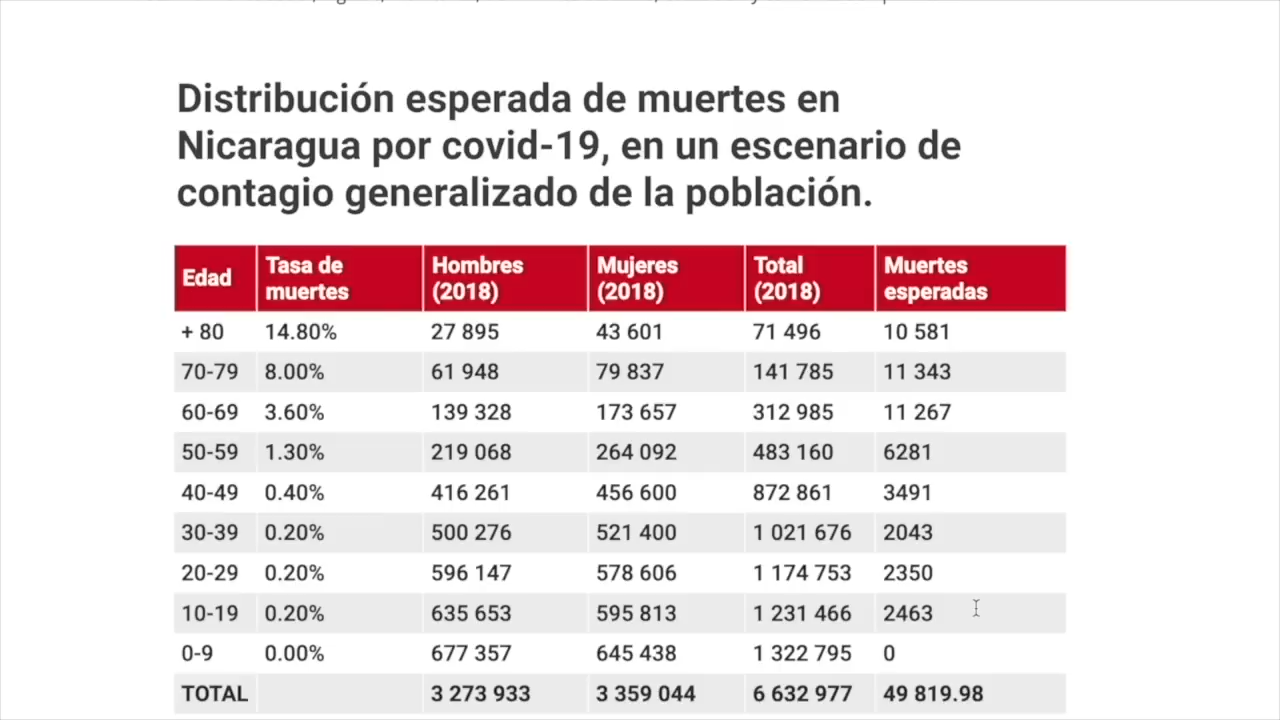 Distribución esperada de muertes en
Nicaragua por covid-19, en un escenario de
contagio generalizado de la población.
Edad Tasa de muertes Hombres (2018) Mujeres (2018) Total (2018) Muertes esperadas
+ 80 14.80% 27 895 43 601 71 496 10 581
70-79 8.00% 61 948 79 837 141 785 11 343
60-69 3.60% 139 328 173 657 312 985 11 267
50-59 1.30% 219 068 264 092 483 160 6281
40-49 0.40% 416 261 456 600 872 861 3491
30-39 0.20% 500 276 521 400 1 021 676 2043
20-29 0.20% 596 147 578 606 1 174 753 2350
10-19 0.20% 635 653 595 813 1 231 466 2463
0-9 0.00% 677 357 645 438 1 322 795 0
TOTAL 3 273 933 3 359 044 6 632 977 49 819.98